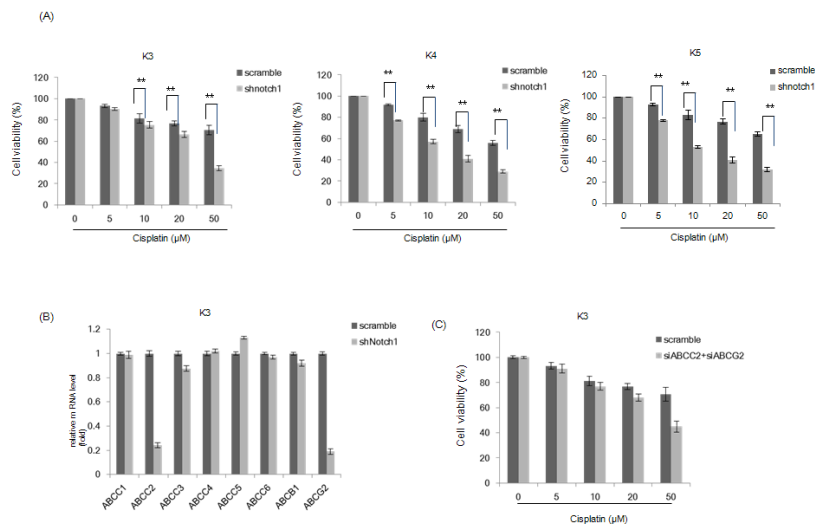 (A)
K3
scramble
shnotch1
** ** **
120
100
80
60
40
20
0
Cell viability (%)
0 5 10 20 50
Cisplatin (µM)
K4
scramble
shnotch1
** ** ** **
120
100
80
60
40
20
0
Cell viability (%)
0 5 10 20 50
Cisplatin (µM)
K5
scramble
shnotch1
** ** ** **
120
100
80
60
40
20
0
Cell viability (%)
0 5 10 20 50
Cisplatin (µM)
(B)
K3
scramble
shNotch1
1.2
1
0.8
0.6
0.4
0.2
0
relative m RNA level
(fold)
ABCC1 ABCC2 ABCC3 ABCC4 ABCC5 ABCC6 ABCB1 ABCG2
(C)
K3
scramble
siABCC2+siABCG2
120
100
80
60
40
20
0
Cell viability (%)
0 5 10 20 50
Cisplatin (µM)